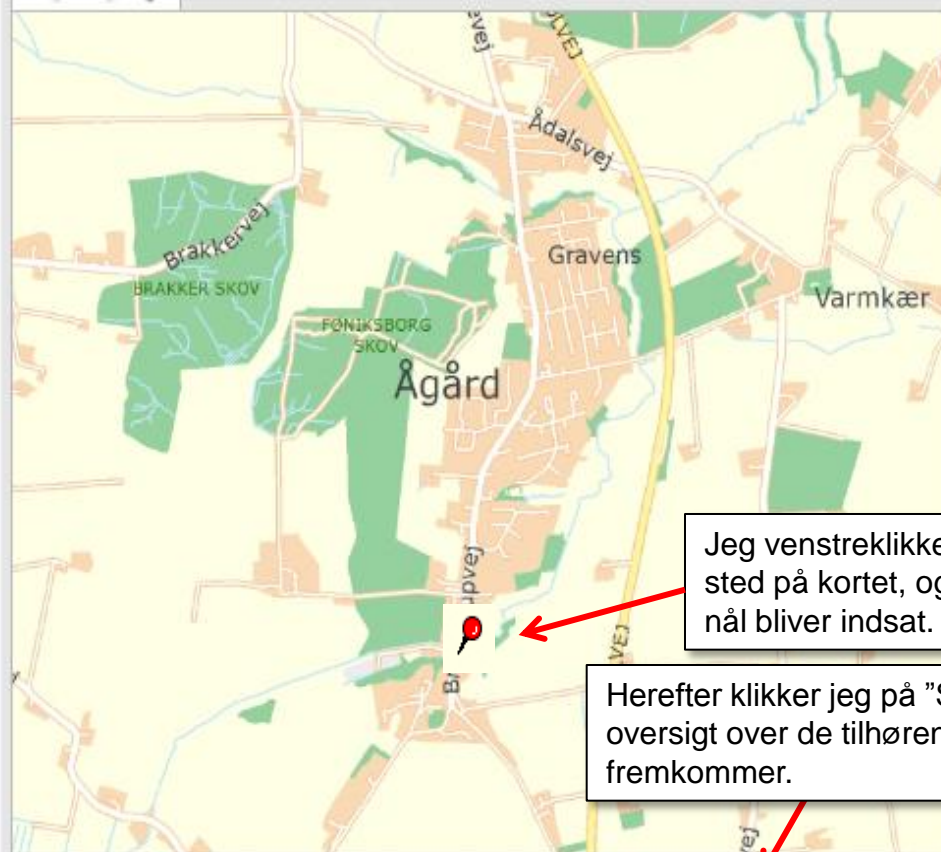 Ådalsvej
Gravens
Brakkervej
BRAKKER SKOV
Varmkær
FØNIKSBORG
SKOV
Ågård
Jeg venstreklikke
sted på kortet, og
nål bliver indsat.
Herefter klikker jeg på ”S
oversigt over de tilhøren
fremkommer.